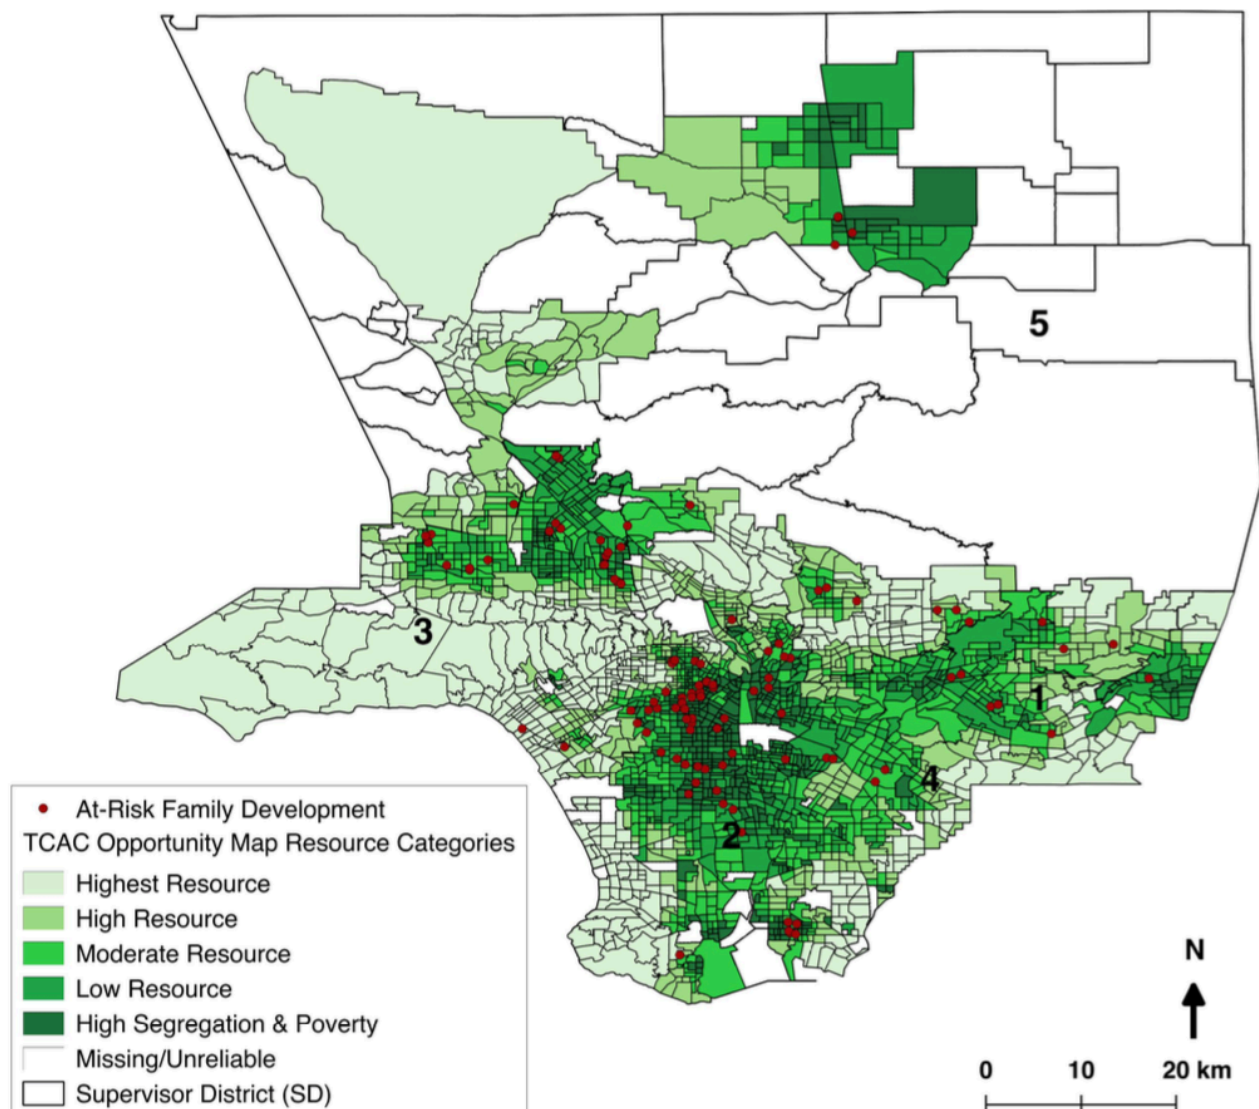 5
3
1
4
2
At-Risk Family Development
TCAC Opportunity Map Resource Categories
Highest Resource
High Resource
Moderate Resource
Low Resource
High Segregation & Poverty
Missing/Unreliable
Supervisor District (SD)
N
0 10 20 km